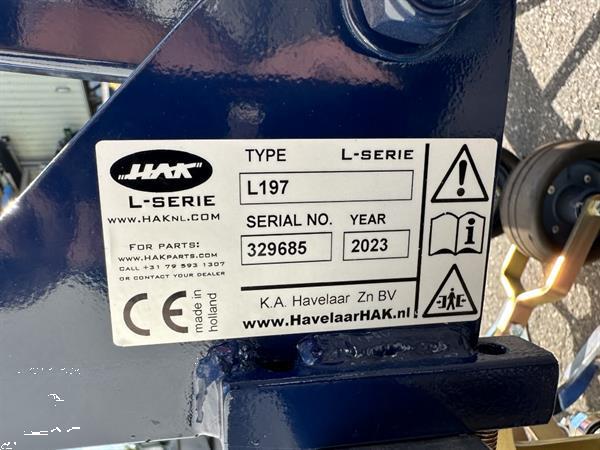 HAK
L-SERIE
WWW.HAKNL.COM
FOR PARTS:
WWW.HAKPARTS.COM
CALL +31 79 593 1307
OR CONTACT YOUR DEALER
CE
made in
holland
TYPE L-SERIE
L197
SERIAL NO. YEAR
329685 2023
K.A. Havelaar Zn BV
www.HavelaarHAK.nl